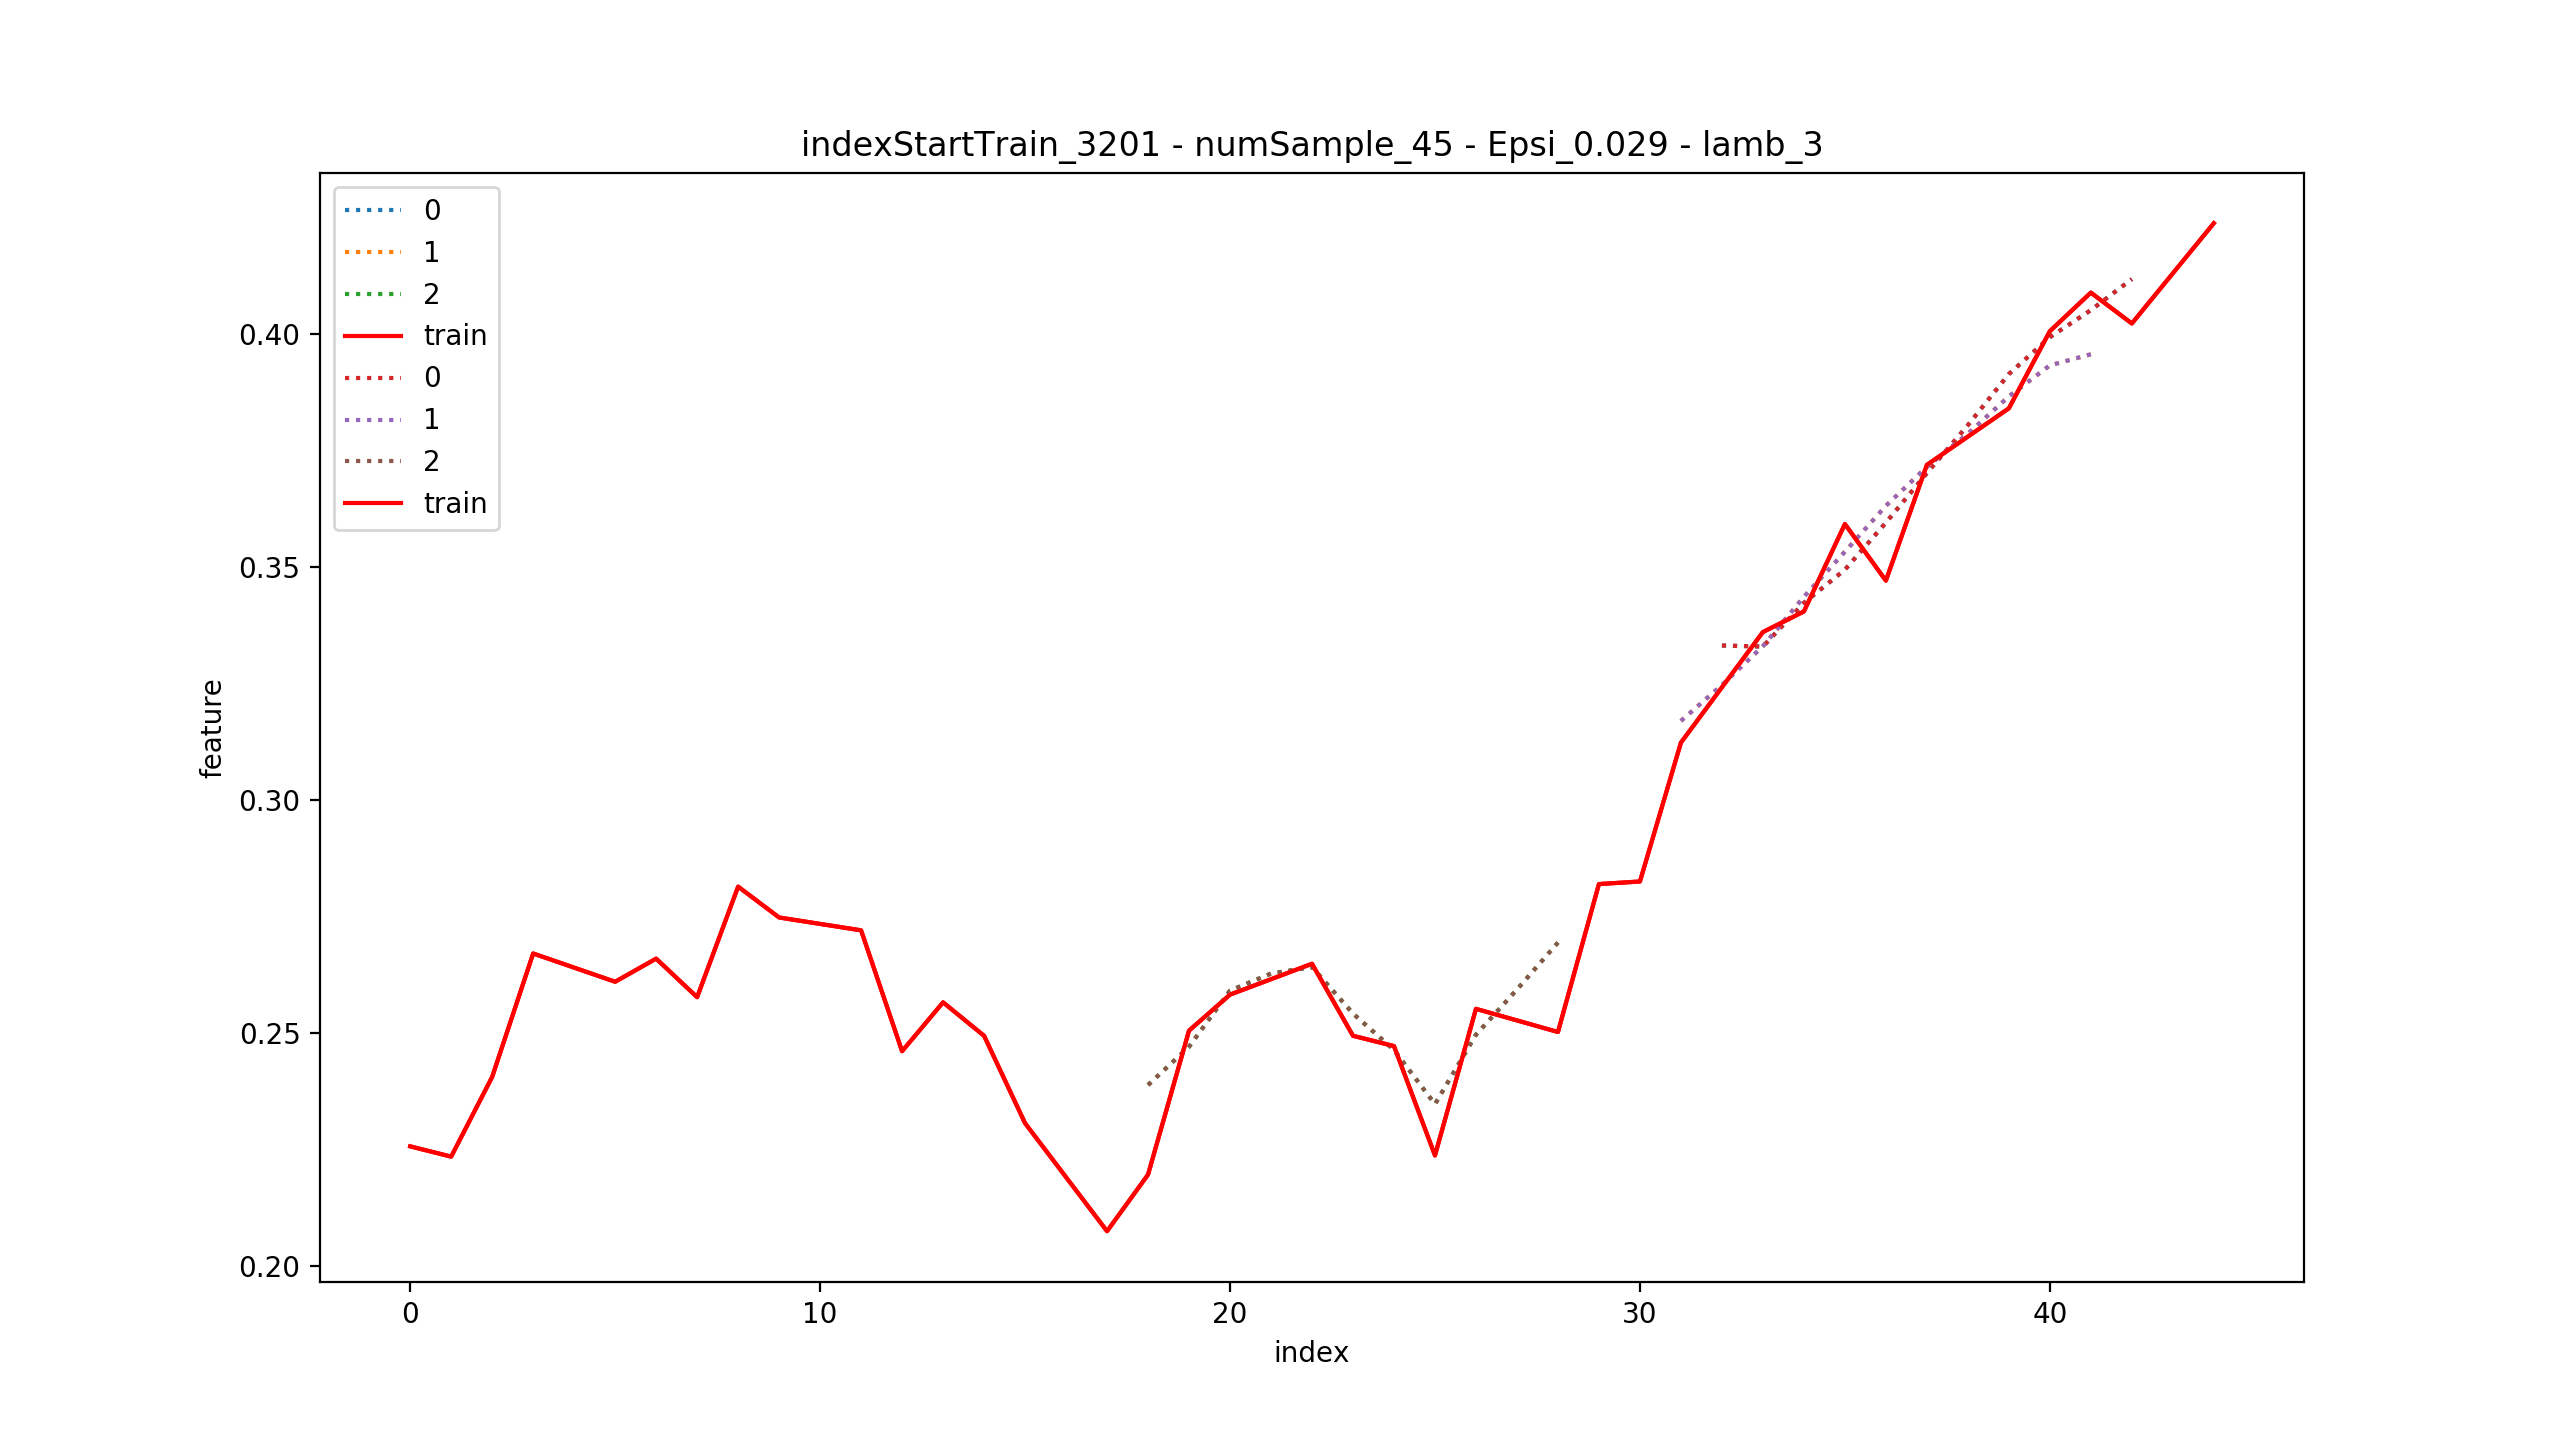 indexStartTrain_3201 - numSample_45 - Epsi_0.029 - lamb_3
0
1
2
train
0
1
2
train
0.40
0.35
0.30
0.25
0.20
feature
0 10 20 30 40
index